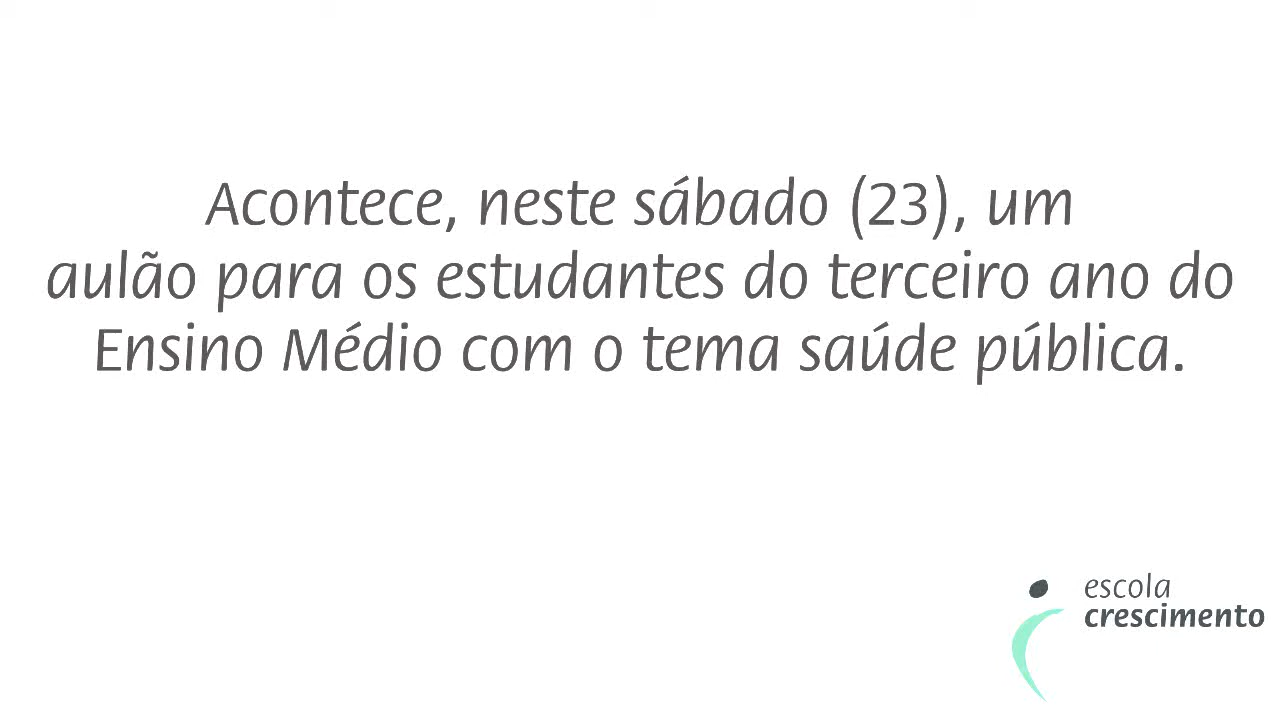 Acontece, neste sábado (23), um
aulão para os estudantes do terceiro ano do
Ensino Médio com o tema saúde pública.
escola
crescimento